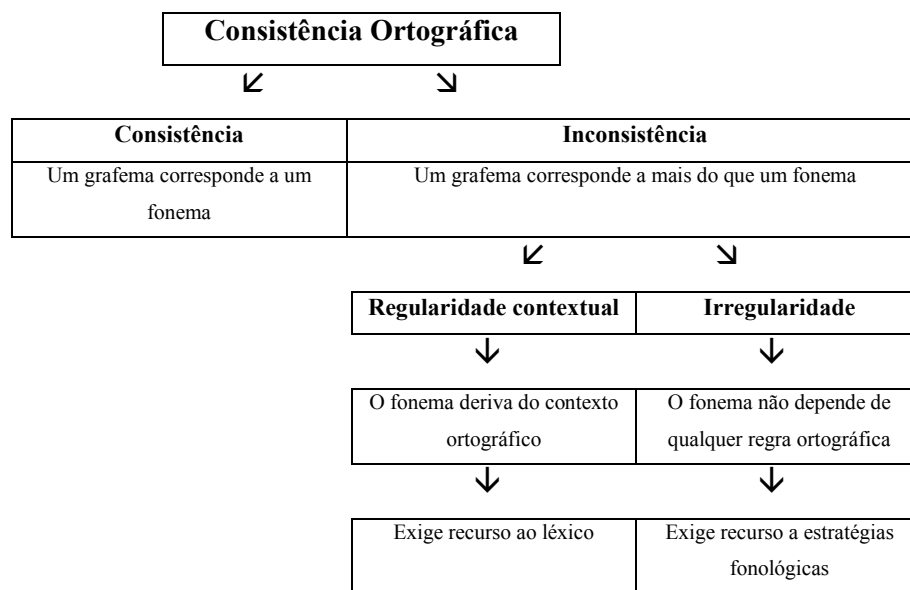 Consistência Ortográfica
Consistência
Inconsistência
Um grafema corresponde a um
fonema
Um grafema corresponde a mais do que um fonema
Regularidade contextual
Irregularidade
O fonema deriva do contexto
ortográfico
O fonema não depende de
qualquer regra ortográfica
Exige recurso ao léxico
Exige recurso a estratégias
fonológicas